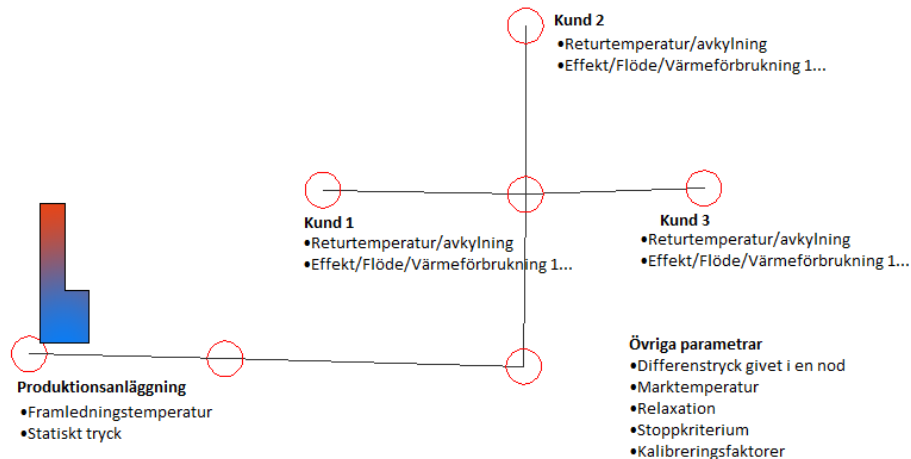 Kund 2
•Returtemperatur/avkylning
•Effekt/Flöde/Värmeförbrukning 1...
Kund 1
•Returtemperatur/avkylning
•Effekt/Flöde/Värmeförbrukning 1...
Kund 3
•Returtemperatur/avkylning
•Effekt/Flöde/Värmeförbrukning 1...
Produktionsanläggning
•Framledningstemperatur
•Statiskt tryck
Övriga parametrar
•Differenstryck givet i en nod
•Marktemperatur
•Relaxation
•Stoppkriterium
•Kalibreringsfaktorer